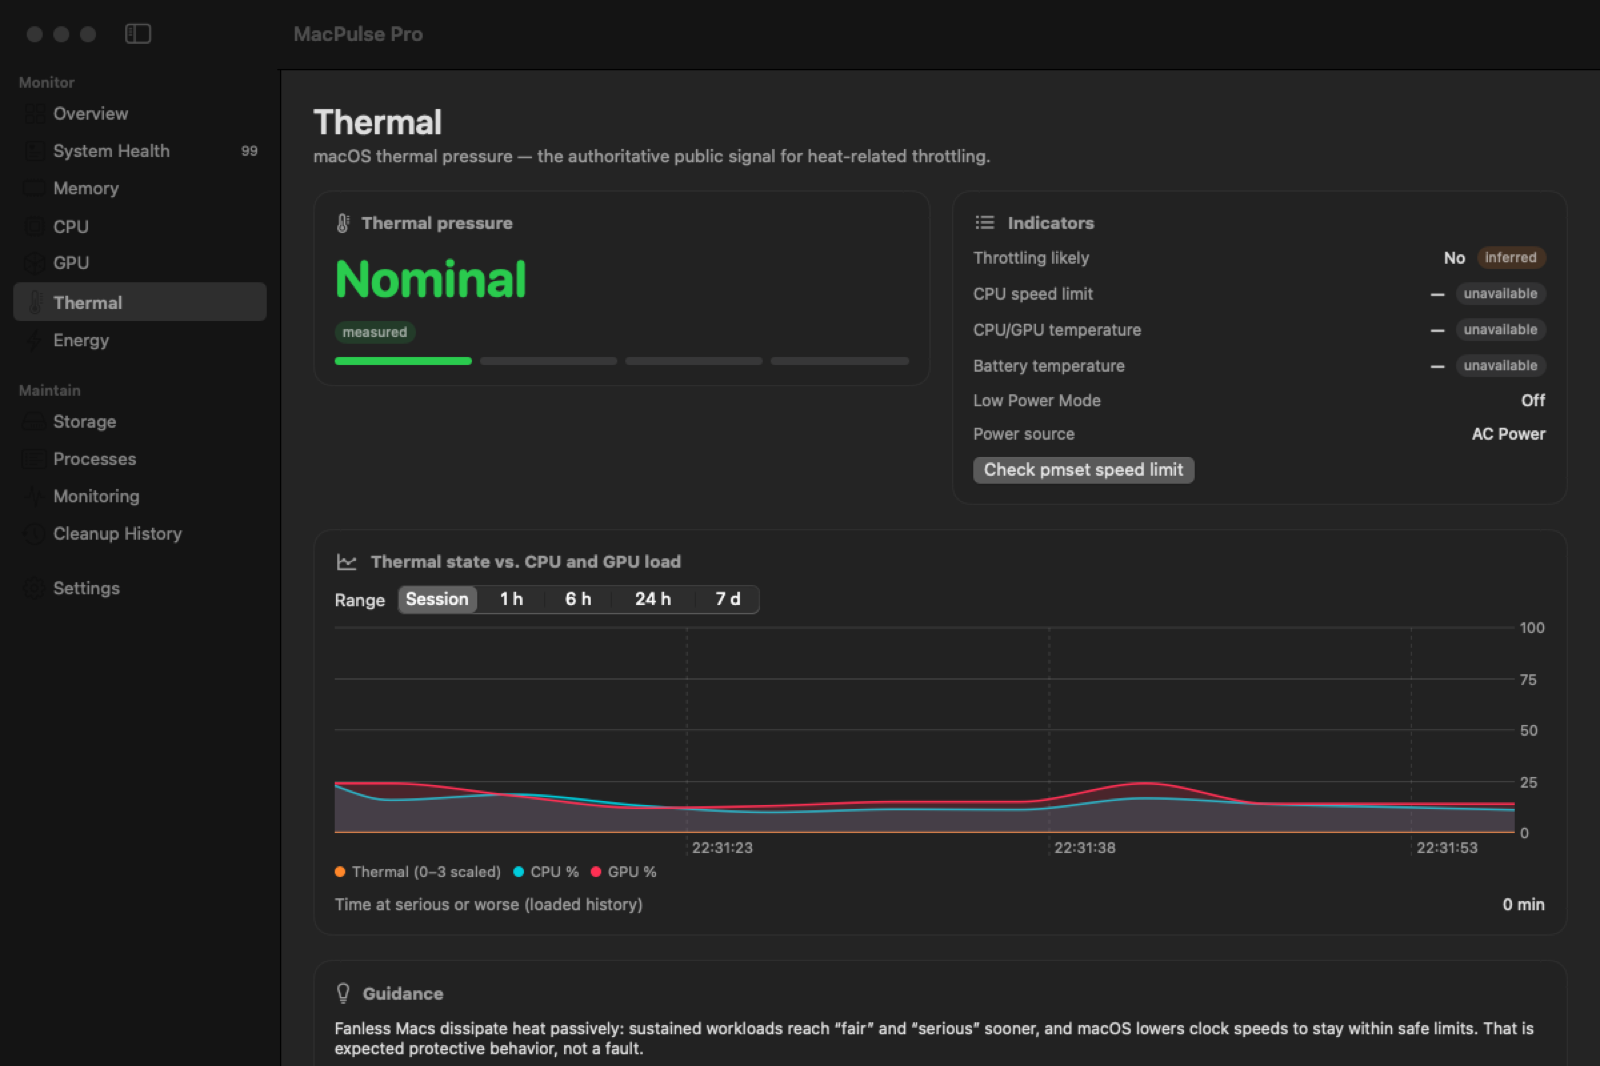 MacPulse Pro
Monitor
Overview
System Health 99
Memory
CPU
GPU
Thermal
Energy
Maintain
Storage
Processes
Monitoring
Cleanup History
Settings
Thermal
macOS thermal pressure — the authoritative public signal for heat-related throttling.
Thermal pressure
Nominal
measured
Indicators
Throttling likely No inferred
CPU speed limit — unavailable
CPU/GPU temperature — unavailable
Battery temperature — unavailable
Low Power Mode Off
Power source AC Power
Check pmset speed limit
Thermal state vs. CPU and GPU load
Range Session 1 h 6 h 24 h 7 d
100
75
50
25
0
22:31:23 22:31:38 22:31:53
Thermal (0–3 scaled) CPU % GPU %
Time at serious or worse (loaded history) 0 min
Guidance
Fanless Macs dissipate heat passively: sustained workloads reach “fair” and “serious” sooner, and macOS lowers clock speeds to stay within safe limits. That is
expected protective behavior, not a fault.